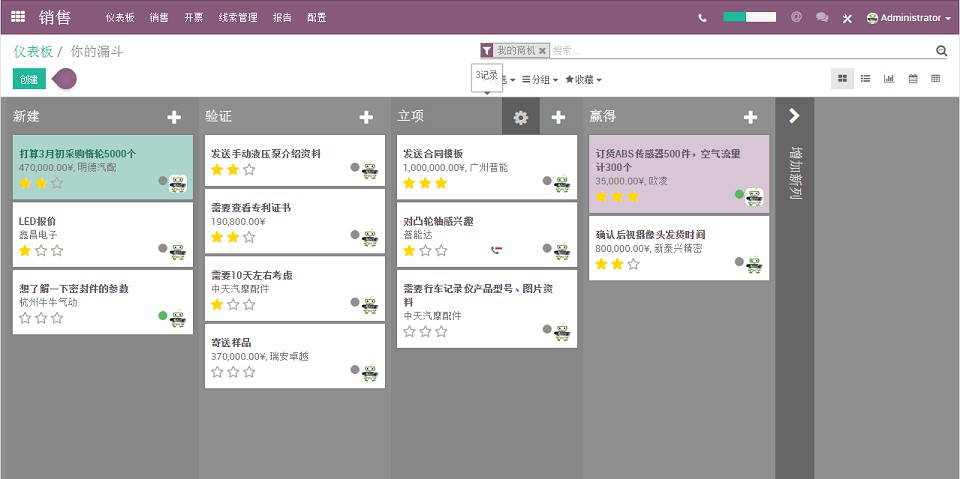 销售 仪表板 销售 开票 线索管理 报告 配置 @ Administrator
仪表板 / 你的漏斗
我的商机 搜索...
创建
3记录
选 分组 收藏
新建
打算3月初采购惰轮5000个
470,000.00¥, 明德汽配
LED报价
鑫昌电子
想了解一下密封件的参数
杭州牛牛气动
验证
发送手动液压泵介绍资料
需要查看专利证书
190,800.00¥
需要10天左右考虑
中天汽摩配件
寄送样品
370,000.00¥, 瑞安卓越
立项
发送合同模板
1,000,000.00¥, 广州普能
对凸轮轴感兴趣
普能达
需要行车记录仪产品型号、图片资
料
中天汽摩配件
赢得
订货ABS传感器500件，空气流量
计300个
35,000.00¥, 欧凌
确认后视摄像头发货时间
800,000.00¥, 新泰兴精密
增加新列